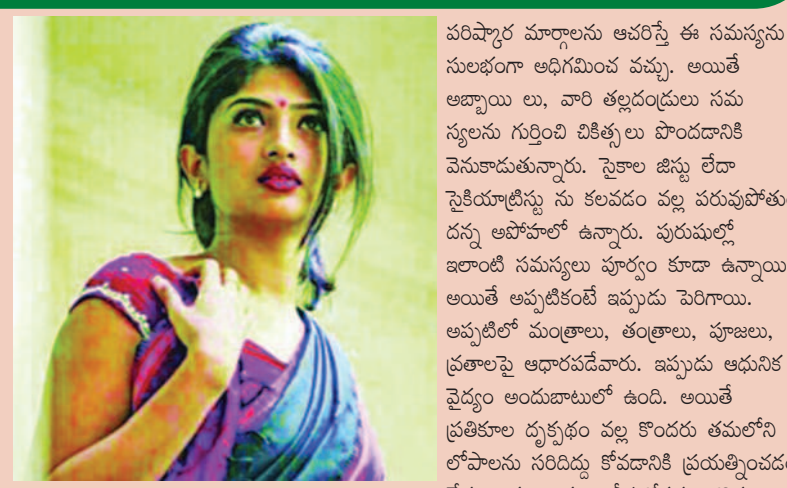 పరిష్కార మార్గాలను ఆచరిస్తే ఈ సమస్యను
సులభంగా అధిగమించ వచ్చు. అయితే
అబ్బాయి లు, వారి తల్లదండ్రులు సమ
స్యలను గుర్తించి చికిత్స లు పొందడానికి
వెనుకాడుతున్నారు. సైకాల జిస్టు లేదా
సైకియాట్రిస్టు ను కలవడం వల్ల పరువుపోతు
దన్న అపోహలో ఉన్నారు. పురుషుల్లో
ఇలాంటి సమస్యలు పూర్వం కూడా ఉన్నాయి
అయితే అప్పటికంటే ఇప్పుడు పెరిగాయి.
అప్పటిలో మంత్రాలు, తంత్రాలు, పూజలు,
వ్రతాలపై ఆధారపడేవారు. ఇప్పుడు ఆధునిక
వైద్యం అందుబాటులో ఉంది. అయితే
ప్రతికూల దృక్పథం వల్ల కొందరు తమలోని
లోపాలను సరిదిద్దు కోవడానికి ప్రయత్నించడం